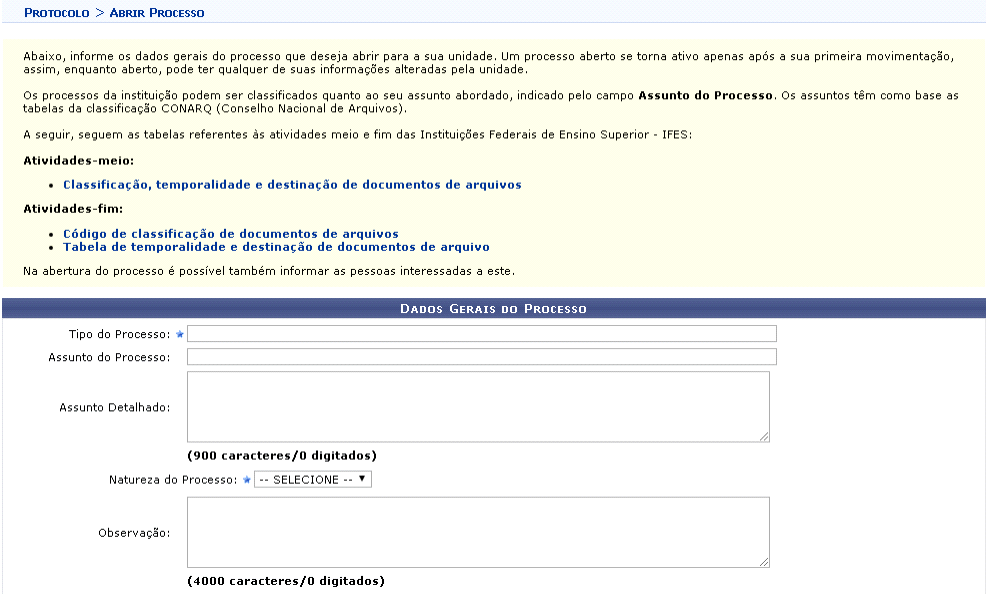 PROTOCOLO > ABRIR PROCESSO
Abaixo, informe os dados gerais do processo que deseja abrir para a sua unidade. Um processo aberto se torna ativo apenas após a sua primeira movimentação,
assim, enquanto aberto, pode ter qualquer de suas informações alteradas pela unidade.
Os processos da instituição podem ser classificados quanto ao seu assunto abordado, indicado pelo campo Assunto do Processo. Os assuntos têm como base as
tabelas da classificação CONARQ (Conselho Nacional de Arquivos).
A seguir, seguem as tabelas referentes às atividades meio e fim das Instituições Federais de Ensino Superior - IFES:
Atividades-meio:
• Classificação, temporalidade e destinação de documentos de arquivos
Atividades-fim:
• Código de classificação de documentos de arquivos
• Tabela de temporalidade e destinação de documentos de arquivo
Na abertura do processo é possível também informar as pessoas interessadas a este.
DADOS GERAIS DO PROCESSO
Tipo do Processo:
Assunto do Processo:
Assunto Detalhado:
(900 caracteres/0 digitados)
Natureza do Processo: -- SELECIONE --
Observação:
(4000 caracteres/0 digitados)